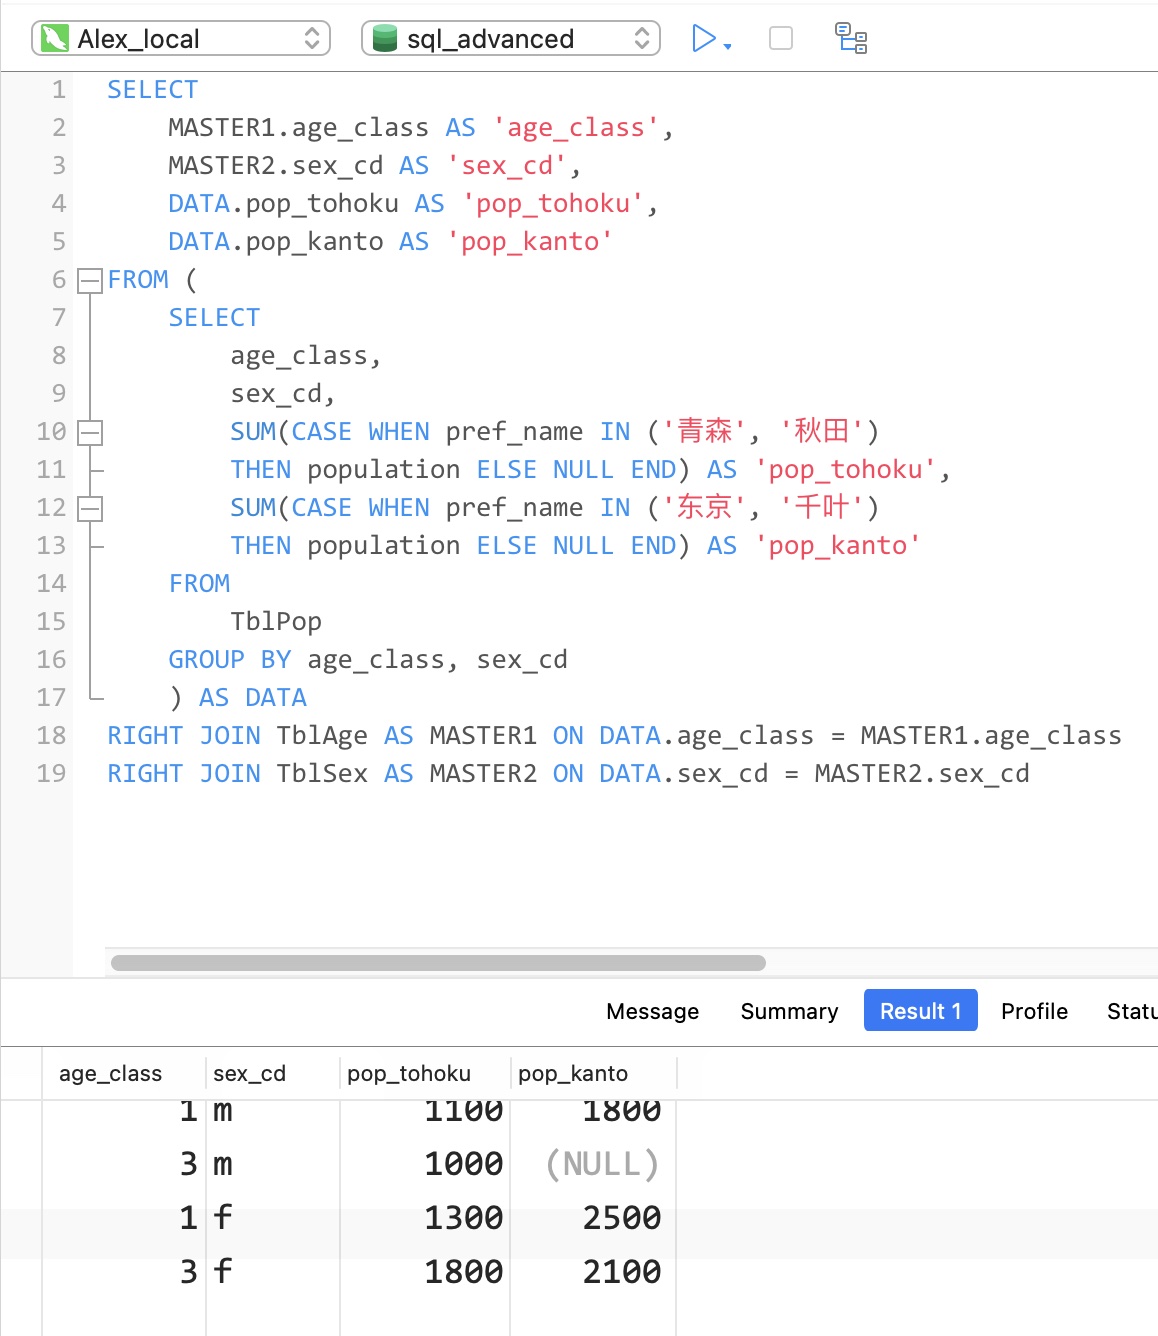 Alex_local sql_advanced
1 SELECT
2 MASTER1.age_class AS 'age_class',
3 MASTER2.sex_cd AS 'sex_cd',
4 DATA.pop_tohoku AS 'pop_tohoku',
5 DATA.pop_kanto AS 'pop_kanto'
6 FROM (
7 SELECT
8 age_class,
9 sex_cd,
10 SUM(CASE WHEN pref_name IN ('青森', '秋田')
11 THEN population ELSE NULL END) AS 'pop_tohoku',
12 SUM(CASE WHEN pref_name IN ('东京', '千叶')
13 THEN population ELSE NULL END) AS 'pop_kanto'
14 FROM
15 TblPop
16 GROUP BY age_class, sex_cd
17 ) AS DATA
18 RIGHT JOIN TblAge AS MASTER1 ON DATA.age_class = MASTER1.age_class
19 RIGHT JOIN TblSex AS MASTER2 ON DATA.sex_cd = MASTER2.sex_cd
Message Summary Result 1 Profile Statu
age_class sex_cd pop_tohoku pop_kanto
1 m 1100 1800
3 m 1000 (NULL)
1 f 1300 2500
3 f 1800 2100